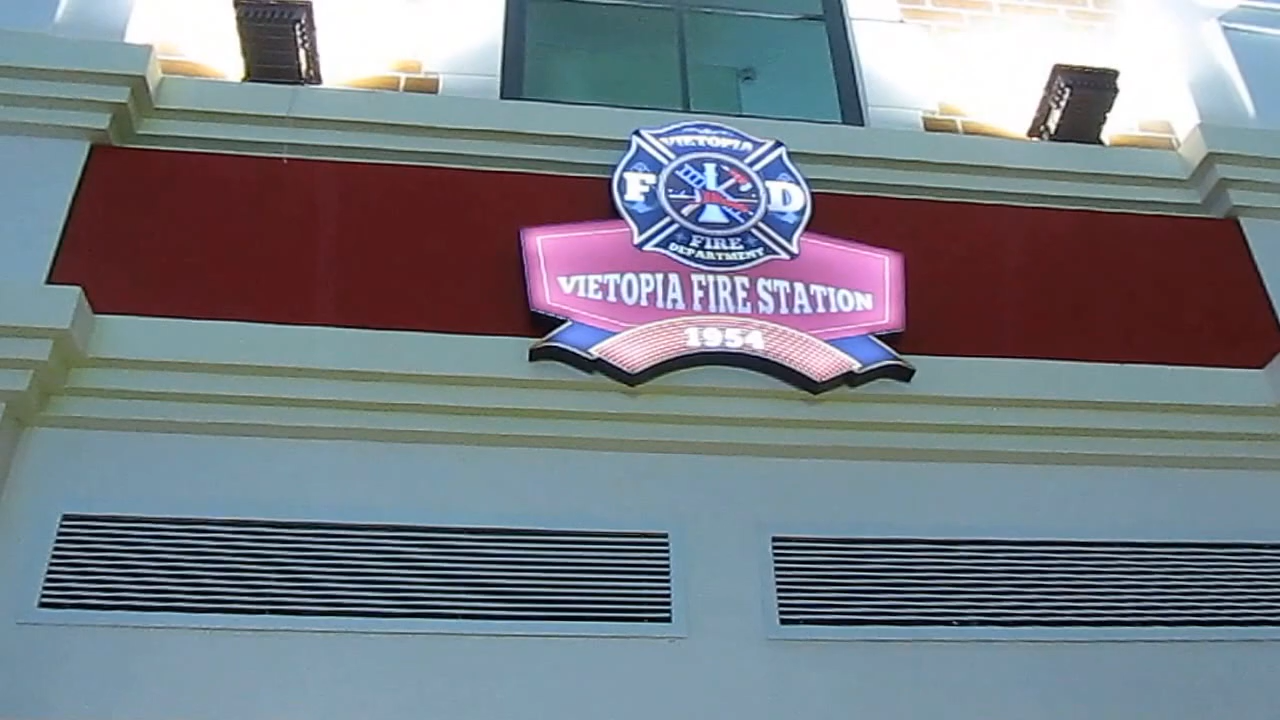 VIETOPIA
F D
FIRE
DEPARTMENT
VIETOPIA FIRE STATION
1954